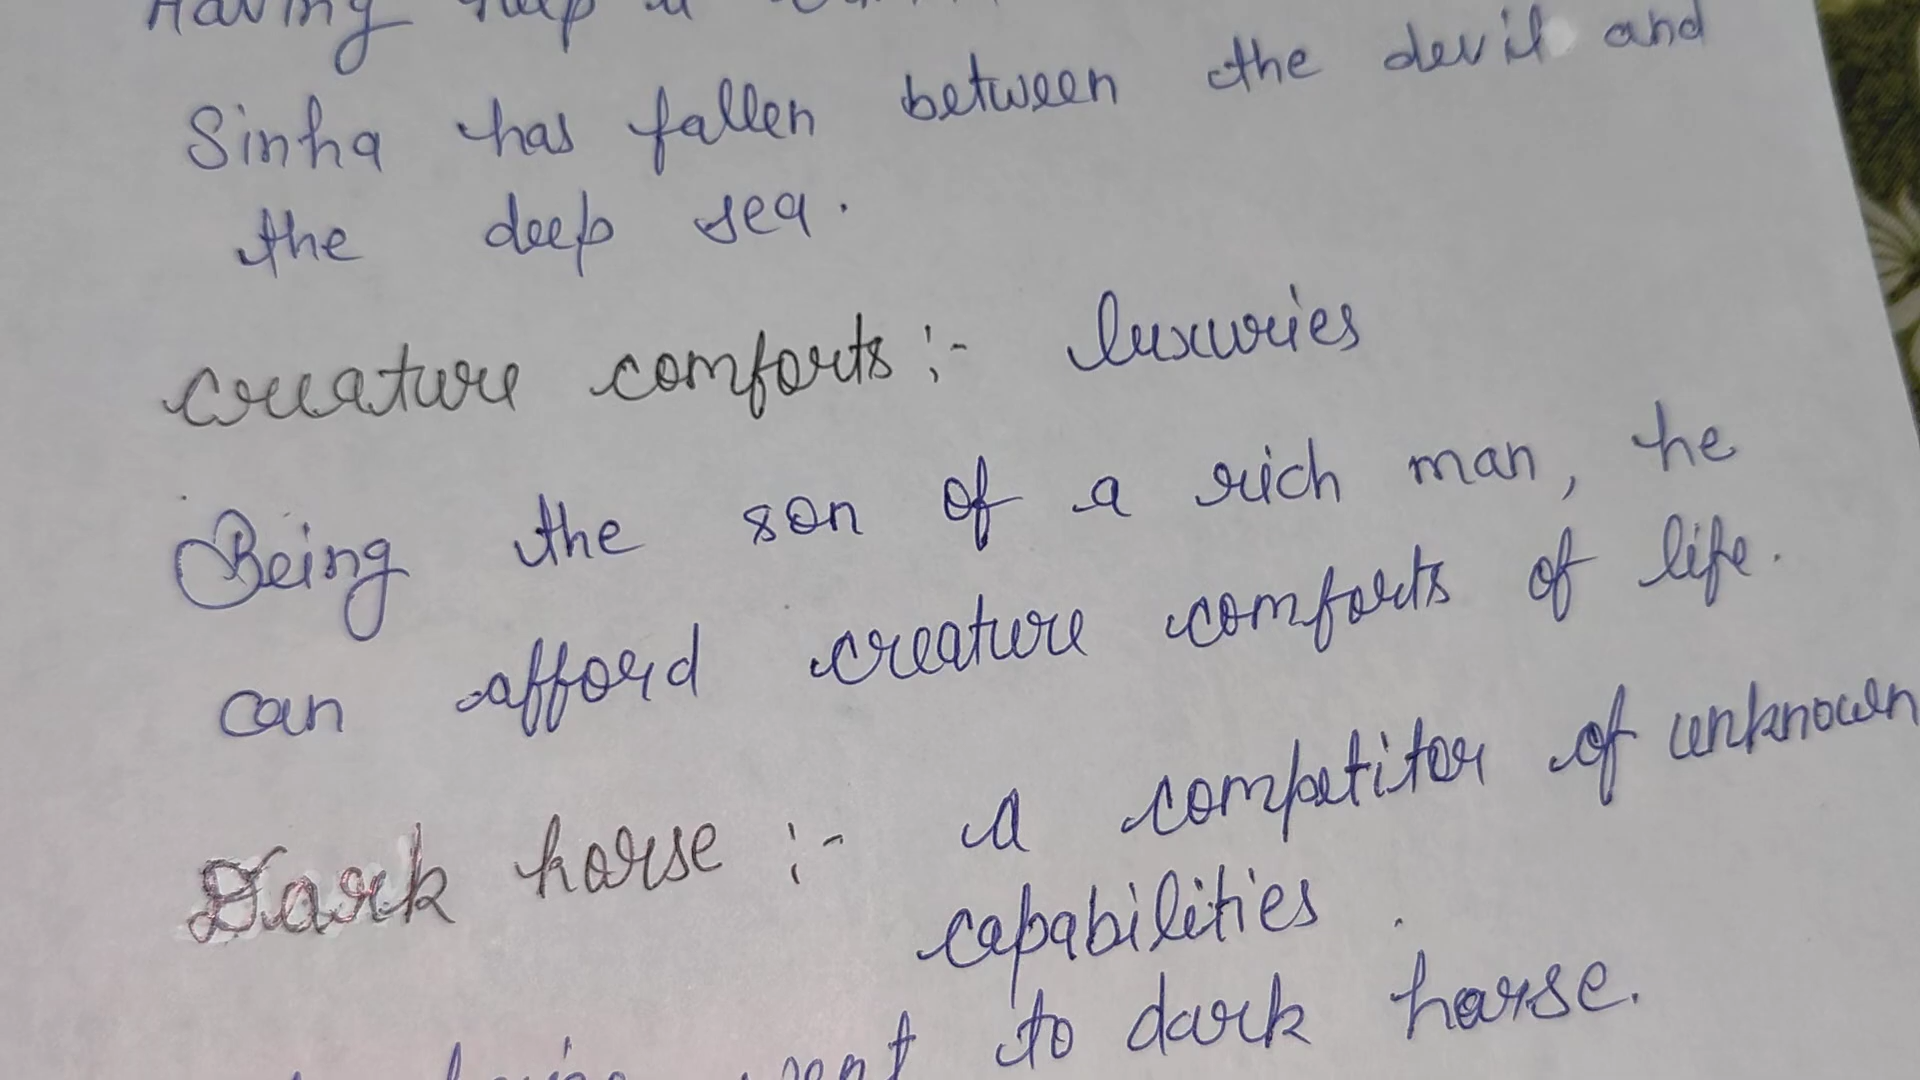 Having
Sinha has fallen between the devil and
the deep sea.
creature comforts :- luxuries
Being the son of a rich man, he
can afford creature comforts of life.
Dark horse :- A competitor of unknown
capabilities.
to dark horse.